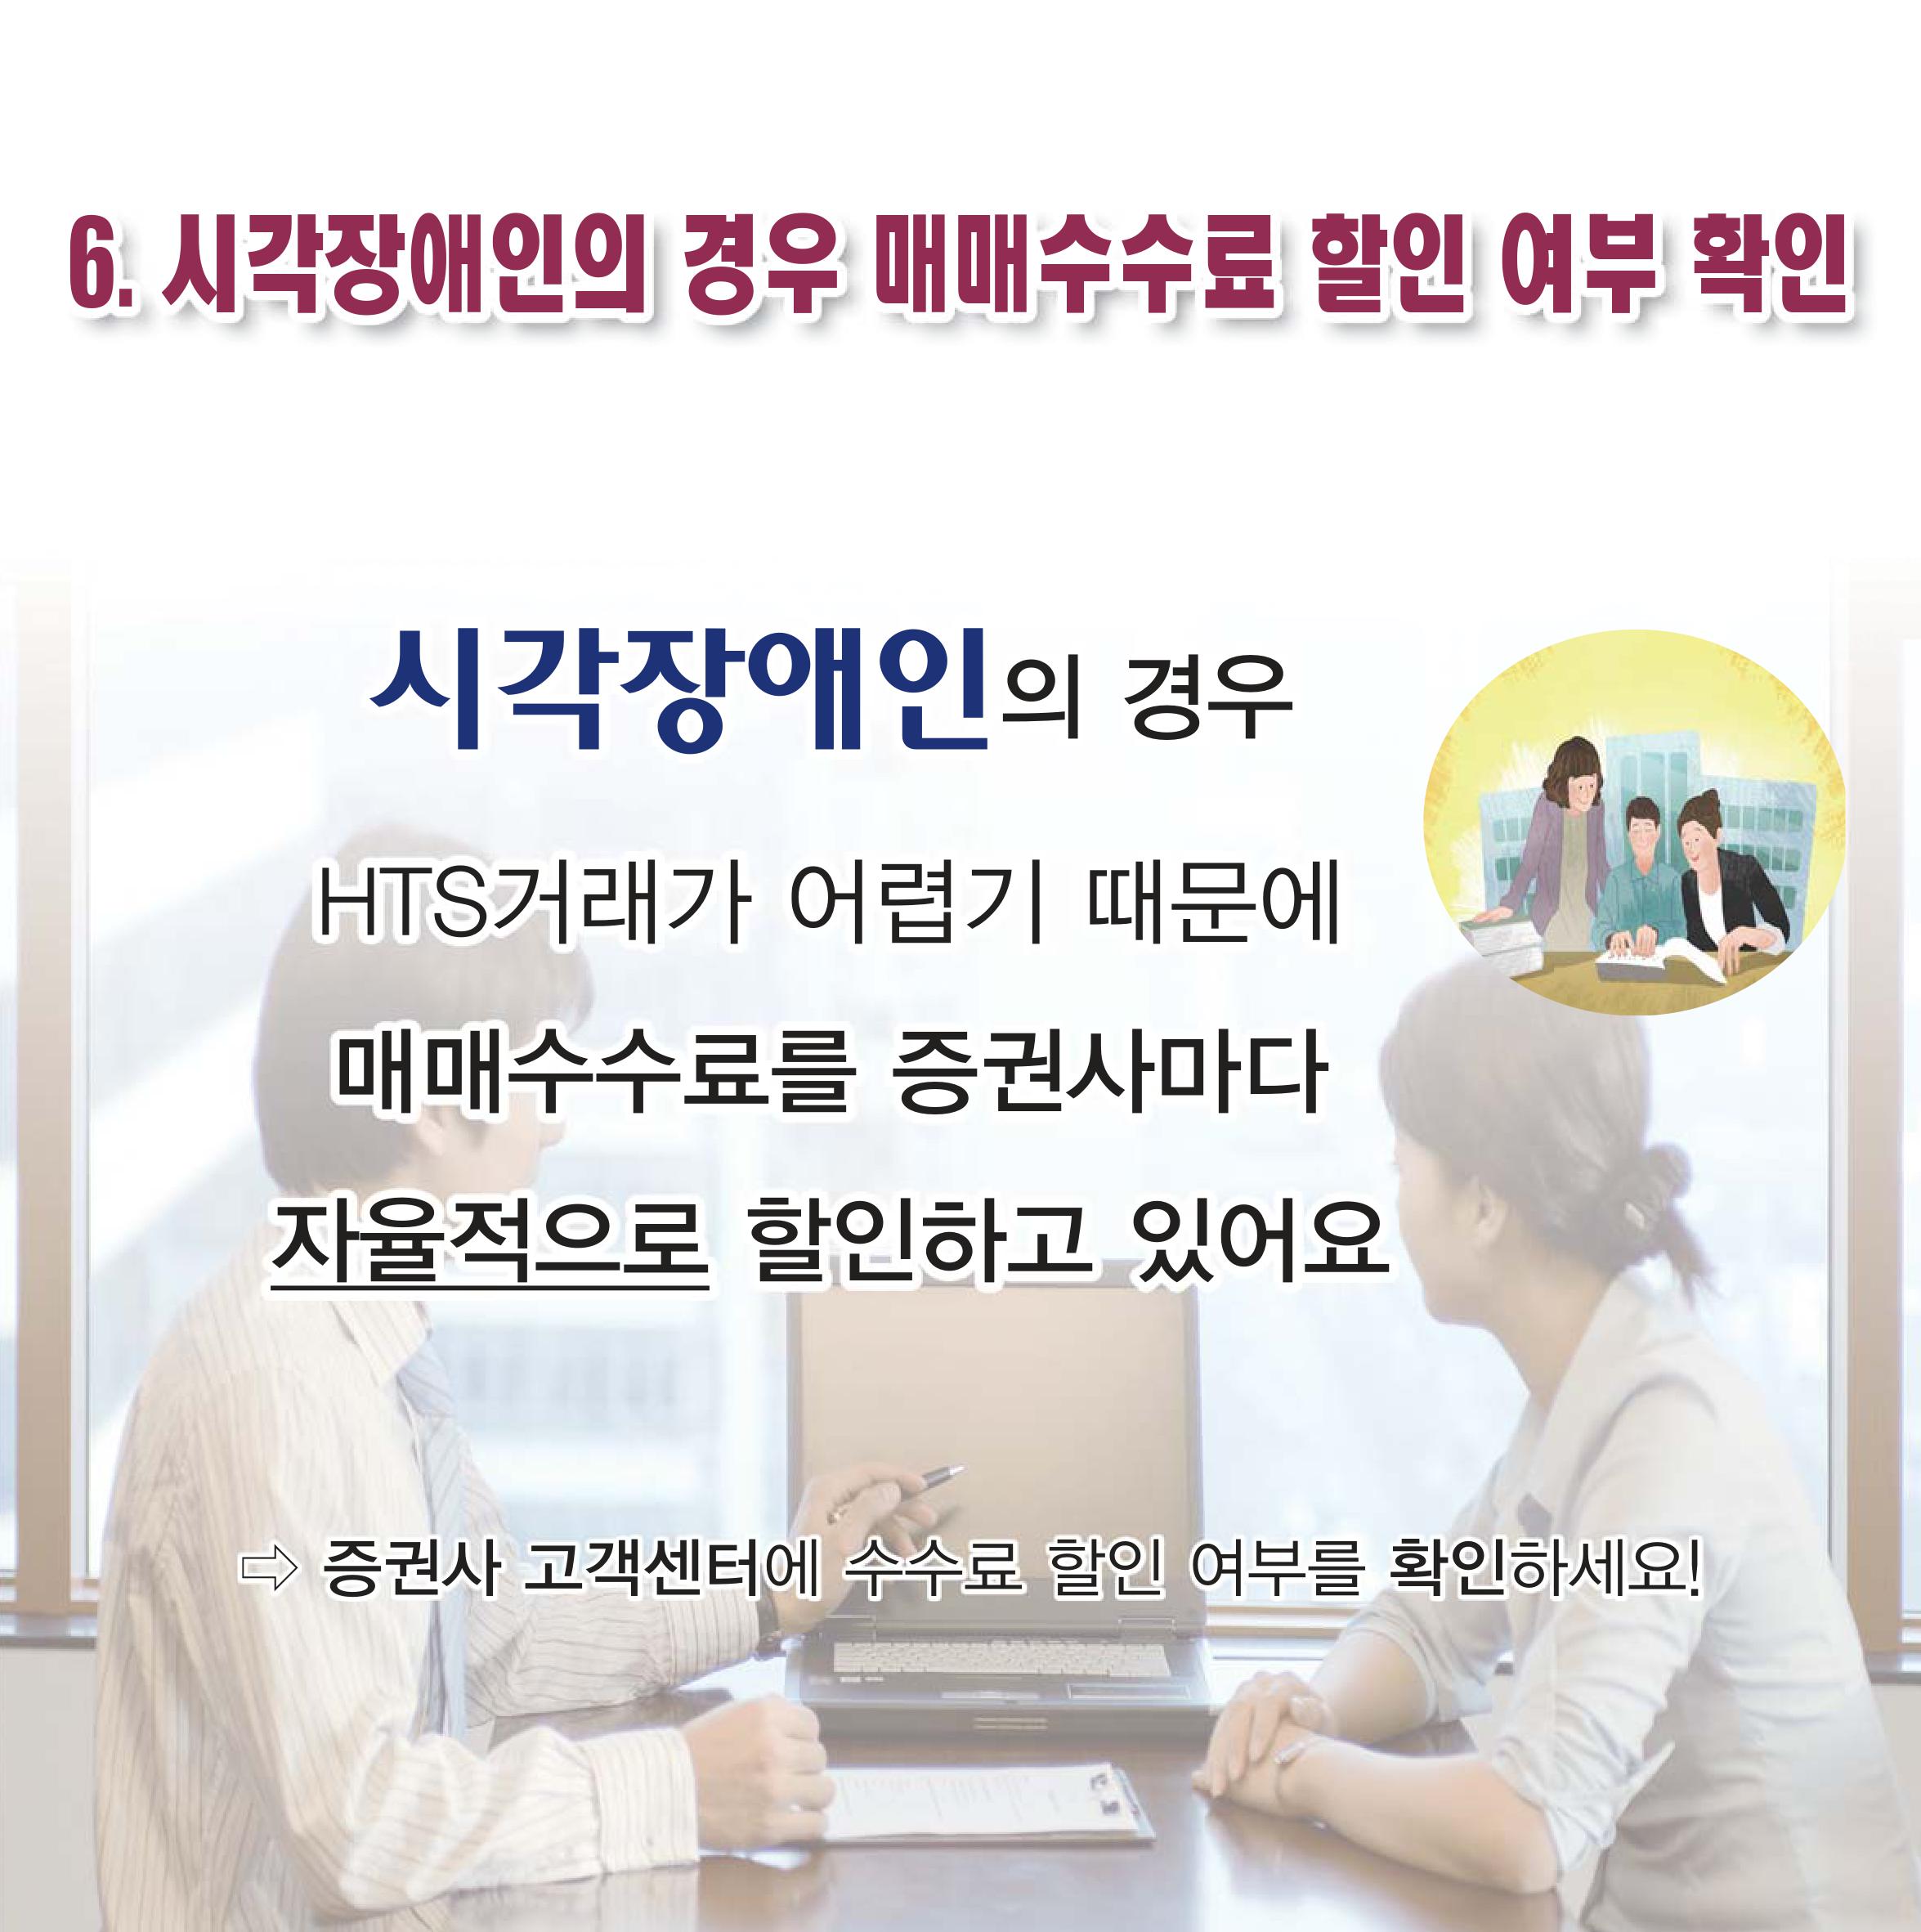 6. 시각장애인의 경우 매매수수료 할인 여부 확인
시각장애인의 경우
HTS거래가 어렵기 때문에
매매수수료를 증권사마다
자율적으로 할인하고 있어요
⇨ 증권사 고객센터에 수수료 할인 여부를 확인하세요!